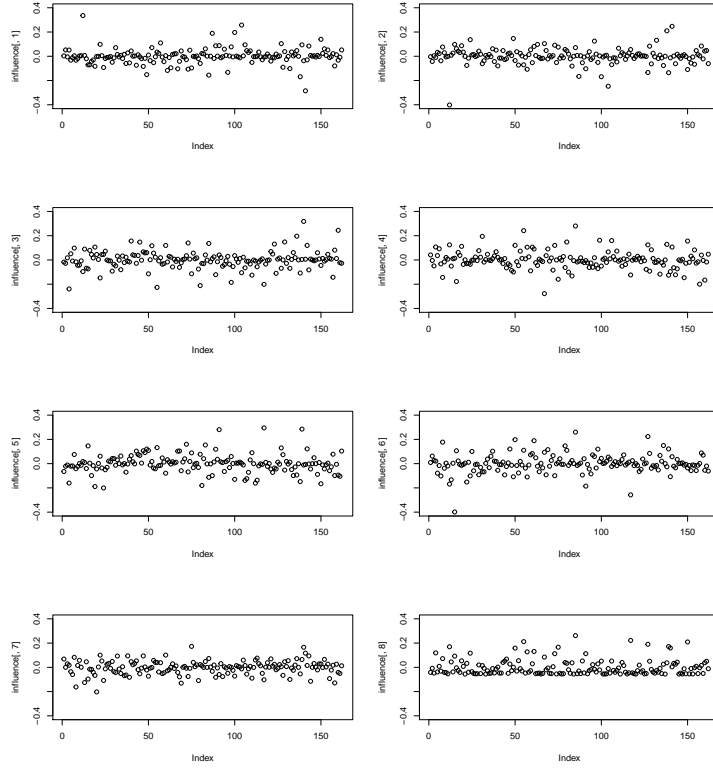 influence[, 1]
−0.4 0.0 0.2 0.4
0 50 100 150
Index
influence[, 2]
−0.4 0.0 0.2 0.4
0 50 100 150
Index
influence[, 3]
−0.4 0.0 0.2 0.4
0 50 100 150
Index
influence[, 4]
−0.4 0.0 0.2 0.4
0 50 100 150
Index
influence[, 5]
−0.4 0.0 0.2 0.4
0 50 100 150
Index
influence[, 6]
−0.4 0.0 0.2 0.4
0 50 100 150
Index
influence[, 7]
−0.4 0.0 0.2 0.4
0 50 100 150
Index
influence[, 8]
−0.4 0.0 0.2 0.4
0 50 100 150
Index